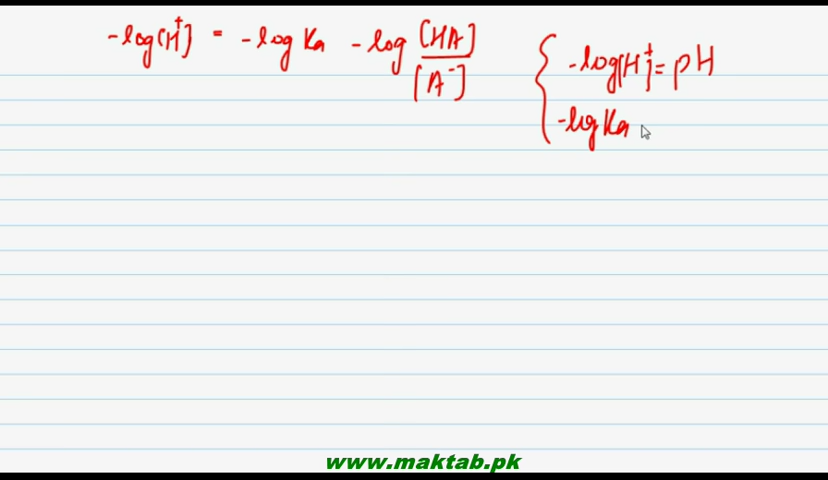 -log[H⁺] = -log Ka -log [HA]/[A⁻]
-log[H⁺] = pH
-log Ka
www.maktab.pk